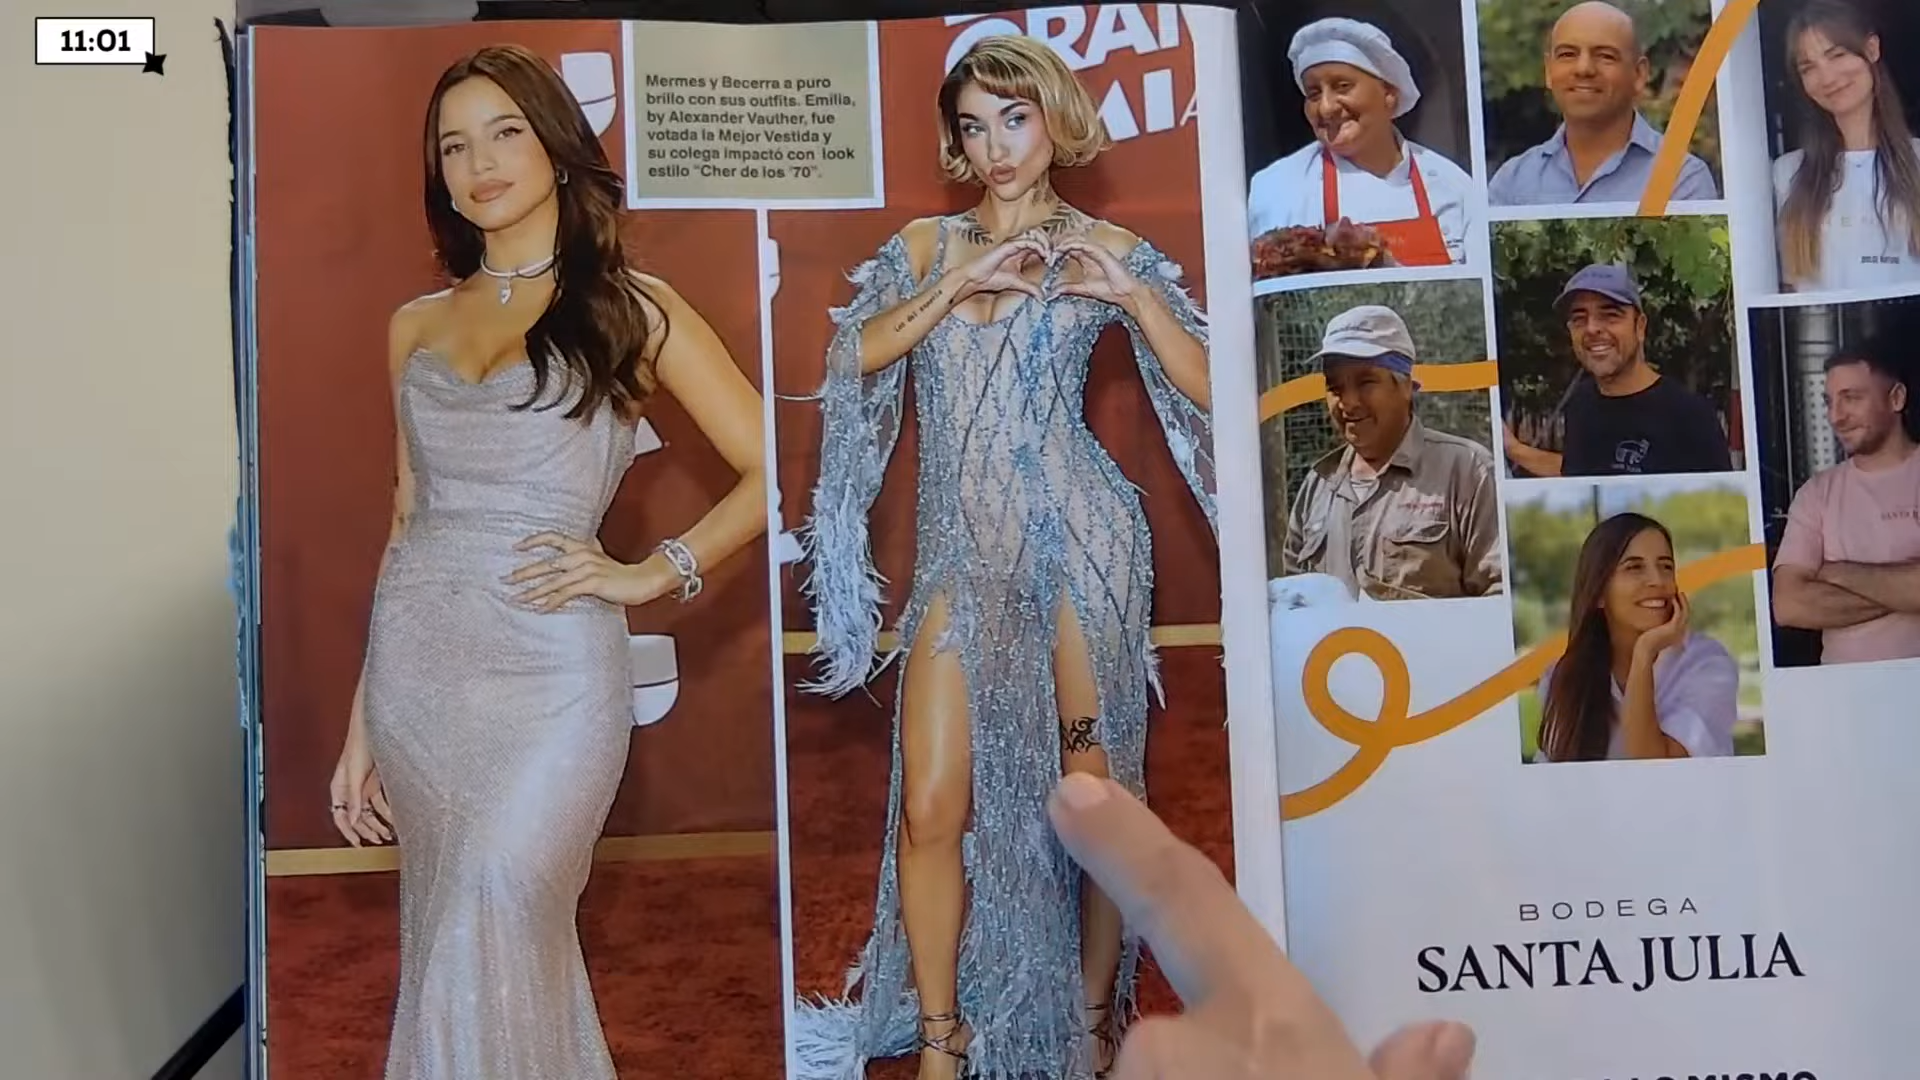 11:01
Mermes y Becerra a puro
brillo con sus outfits. Emilia,
by Alexander Vauther, fue
votada la Mejor Vestida y
su colega impactó con look
estilo "Cher de los '70".
BODEGA
SANTA JULIA
MISMO